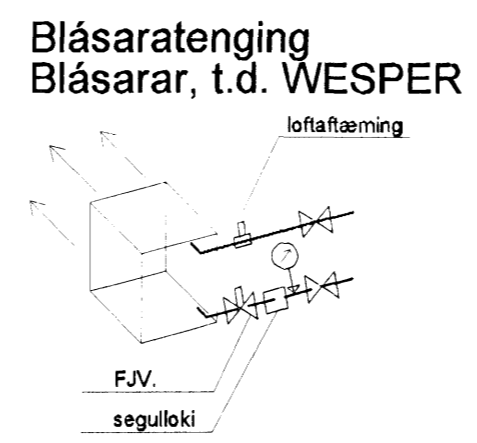 Blásaratenging
Blásarar, t.d. WESPER
loftaftæming
FJV.
segulloki